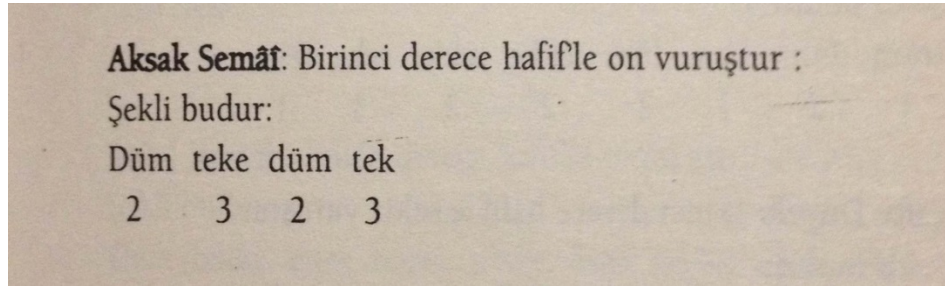 Aksak Semâî: Birinci derece hafif'le on vuruştur :
Şekli budur:
Düm teke düm tek
2 3 2 3